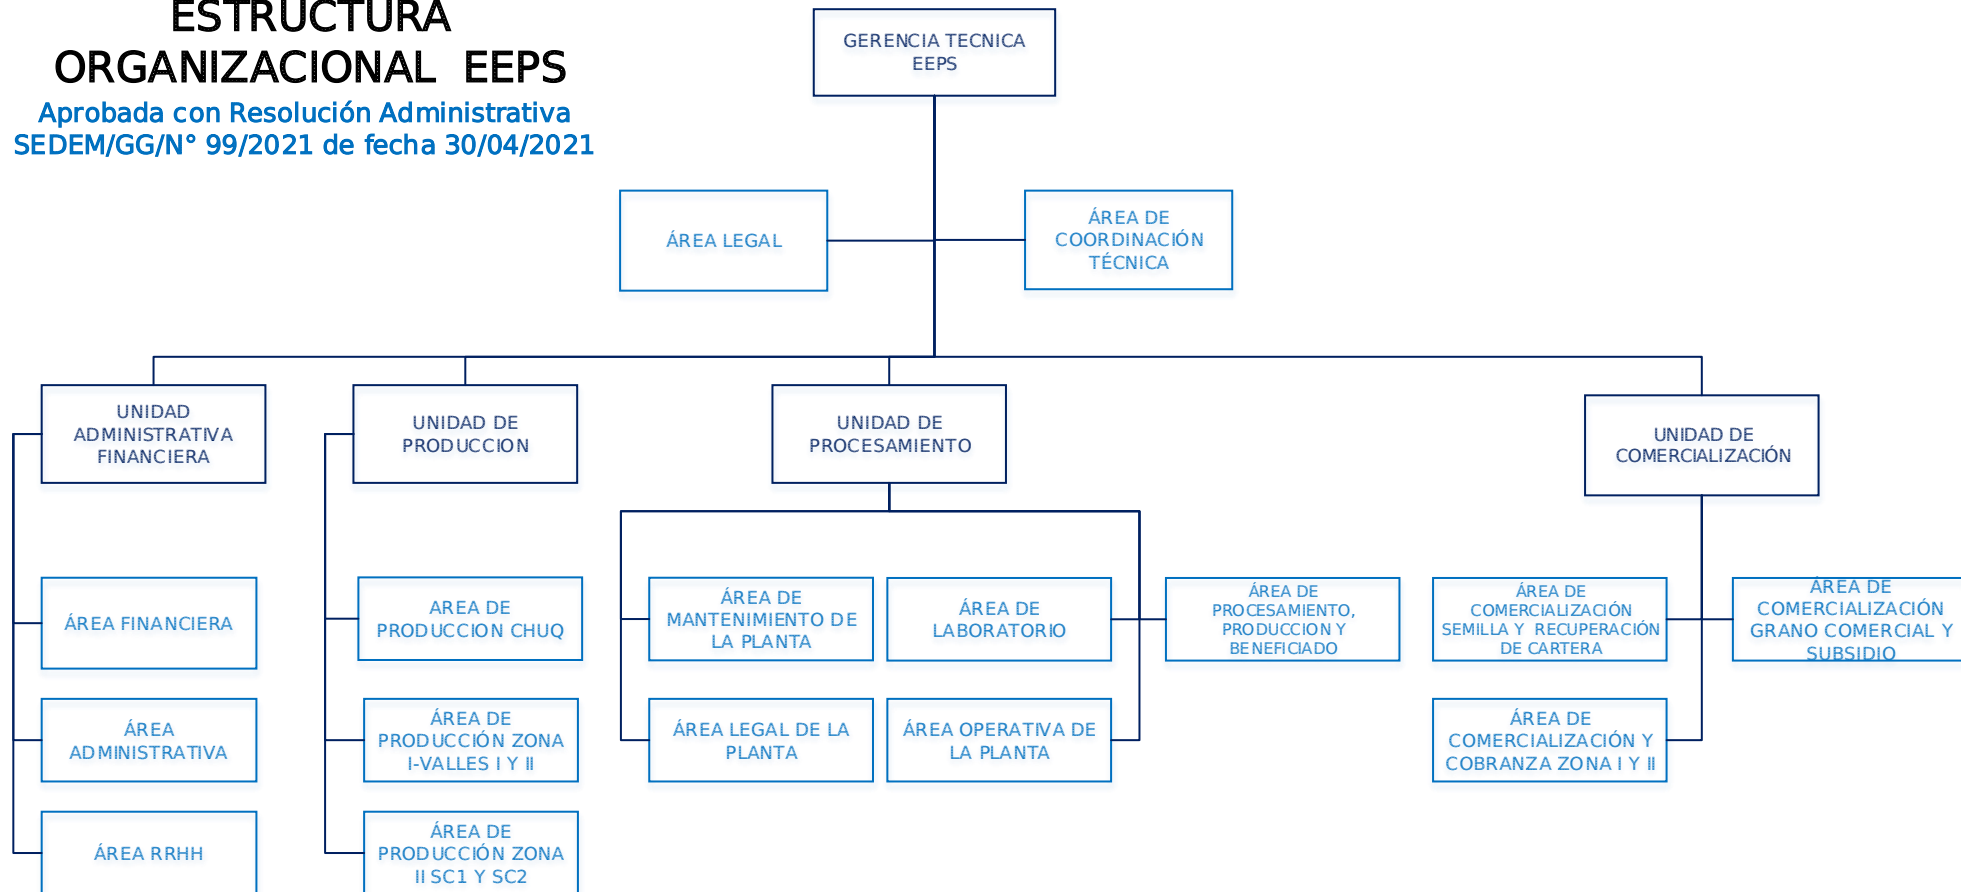 ESTRUCTURA
ORGANIZACIONAL EEPS
Aprobada con Resolución Administrativa
SEDEM/GG/N° 99/2021 de fecha 30/04/2021
GERENCIA TECNICA
EEPS
ÁREA LEGAL
ÁREA DE
COORDINACIÓN
TÉCNICA
UNIDAD
ADMINISTRATIVA
FINANCIERA
UNIDAD DE
PRODUCCION
UNIDAD DE
PROCESAMIENTO
UNIDAD DE
COMERCIALIZACIÓN
ÁREA FINANCIERA
AREA DE
PRODUCCION CHUQ
ÁREA DE
MANTENIMIENTO DE
LA PLANTA
ÁREA DE
LABORATORIO
ÁREA DE
PROCESAMIENTO,
PRODUCCION Y
BENEFICIADO
ÁREA DE
COMERCIALIZACIÓN
SEMILLA Y RECUPERACIÓN
DE CARTERA
ÁREA DE
COMERCIALIZACIÓN
GRANO COMERCIAL Y
SUBSIDIO
ÁREA
ADMINISTRATIVA
ÁREA DE
PRODUCCIÓN ZONA
I-VALLES I Y II
ÁREA LEGAL DE LA
PLANTA
ÁREA OPERATIVA DE
LA PLANTA
ÁREA DE
COMERCIALIZACIÓN Y
COBRANZA ZONA I Y II
ÁREA RRHH
ÁREA DE
PRODUCCIÓN ZONA
II SC1 Y SC2